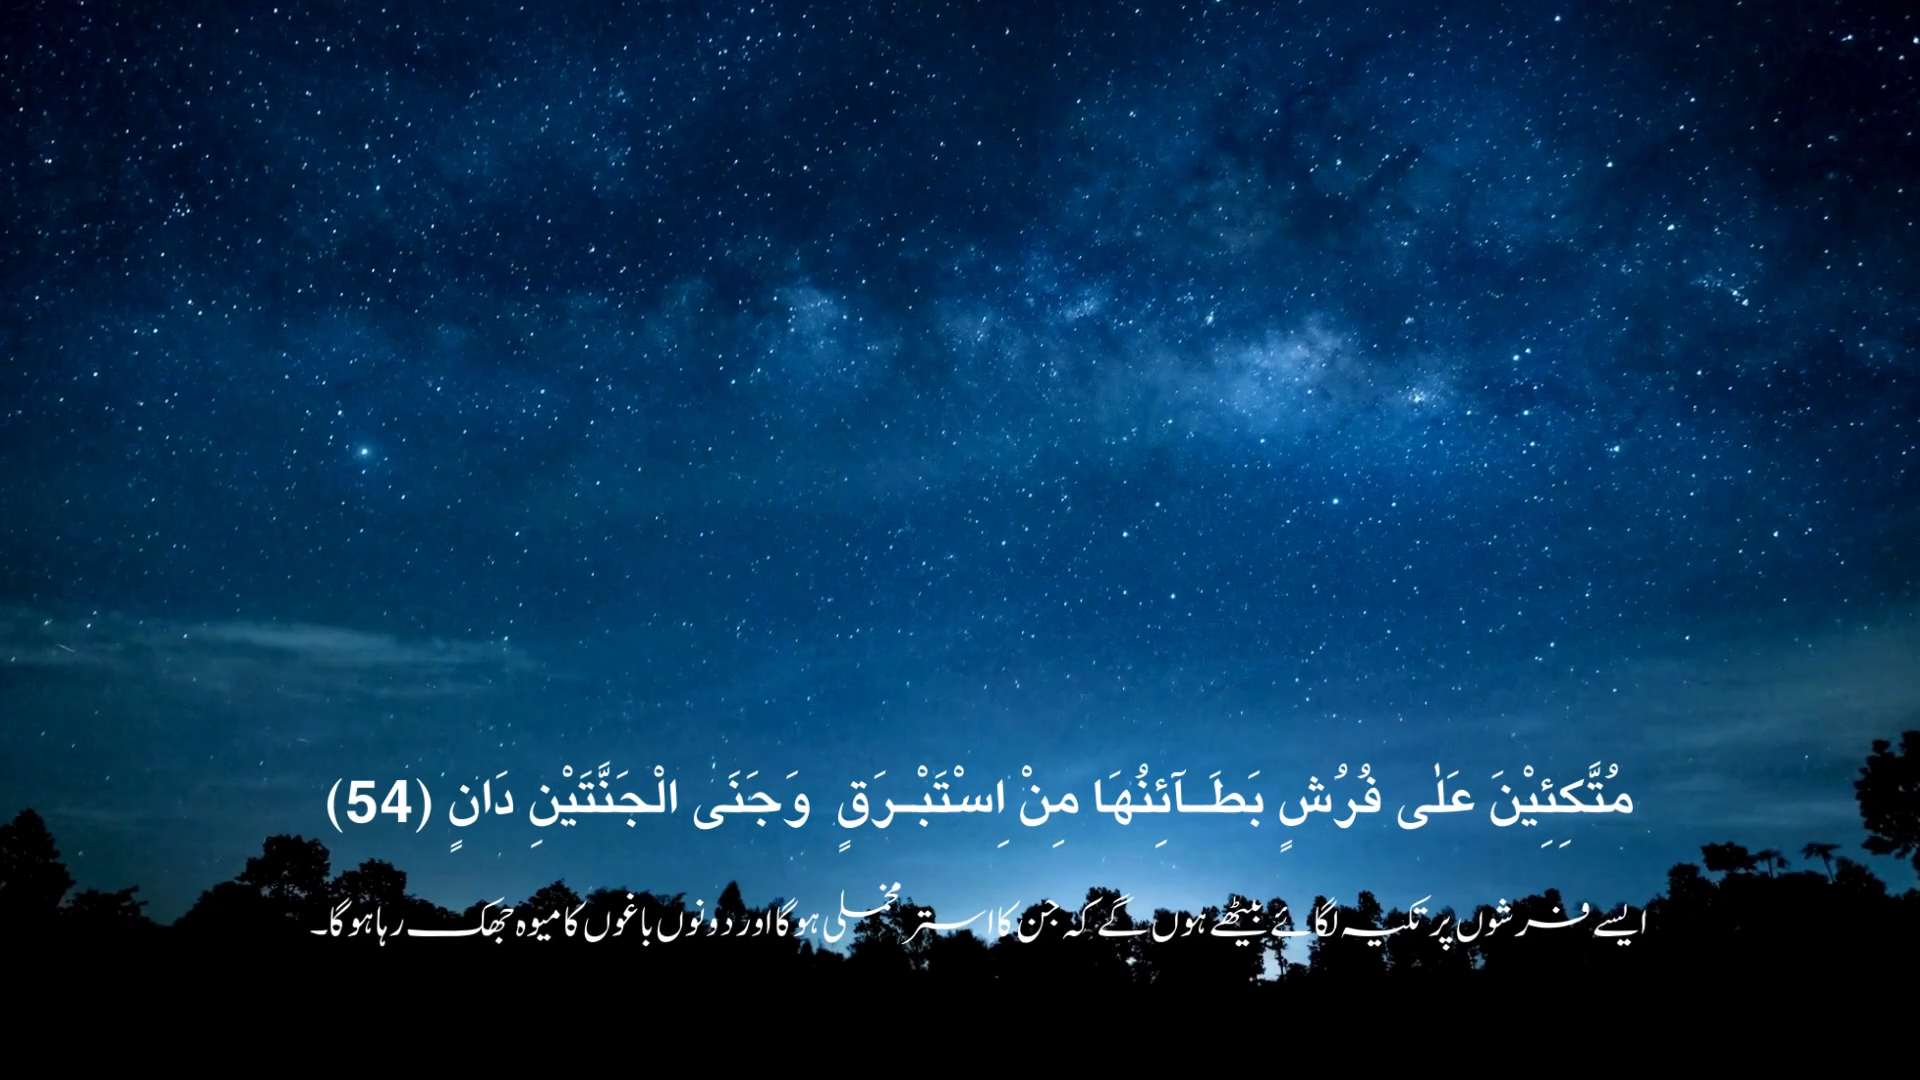 مُتَّكِئِيْنَ عَلٰى فُرُشٍ بَطَـآئِنُهَا مِنْ اِسْتَبْـرَقٍ وَجَنَى الْجَنَّتَيْنِ دَانٍ (54)
ایسے فرشوں پر تکیہ لگائے بیٹھے ہوں گے کہ جن کا استر مخملی ہوگا اور دونوں باغوں کا میوہ جھک رہا ہوگا۔